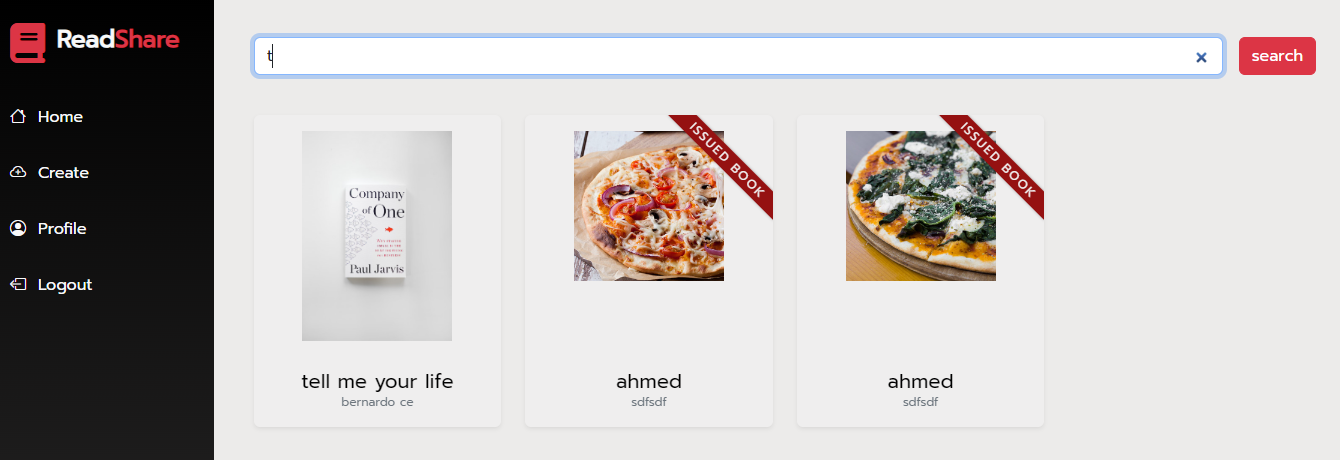 ReadShare
t
search
Home
Create
Profile
Logout
Company
of One
Paul Jarvis
ISSUED BOOK
ISSUED BOOK
tell me your life
bernardo ce
ahmed
sdfsdf
ahmed
sdfsdf